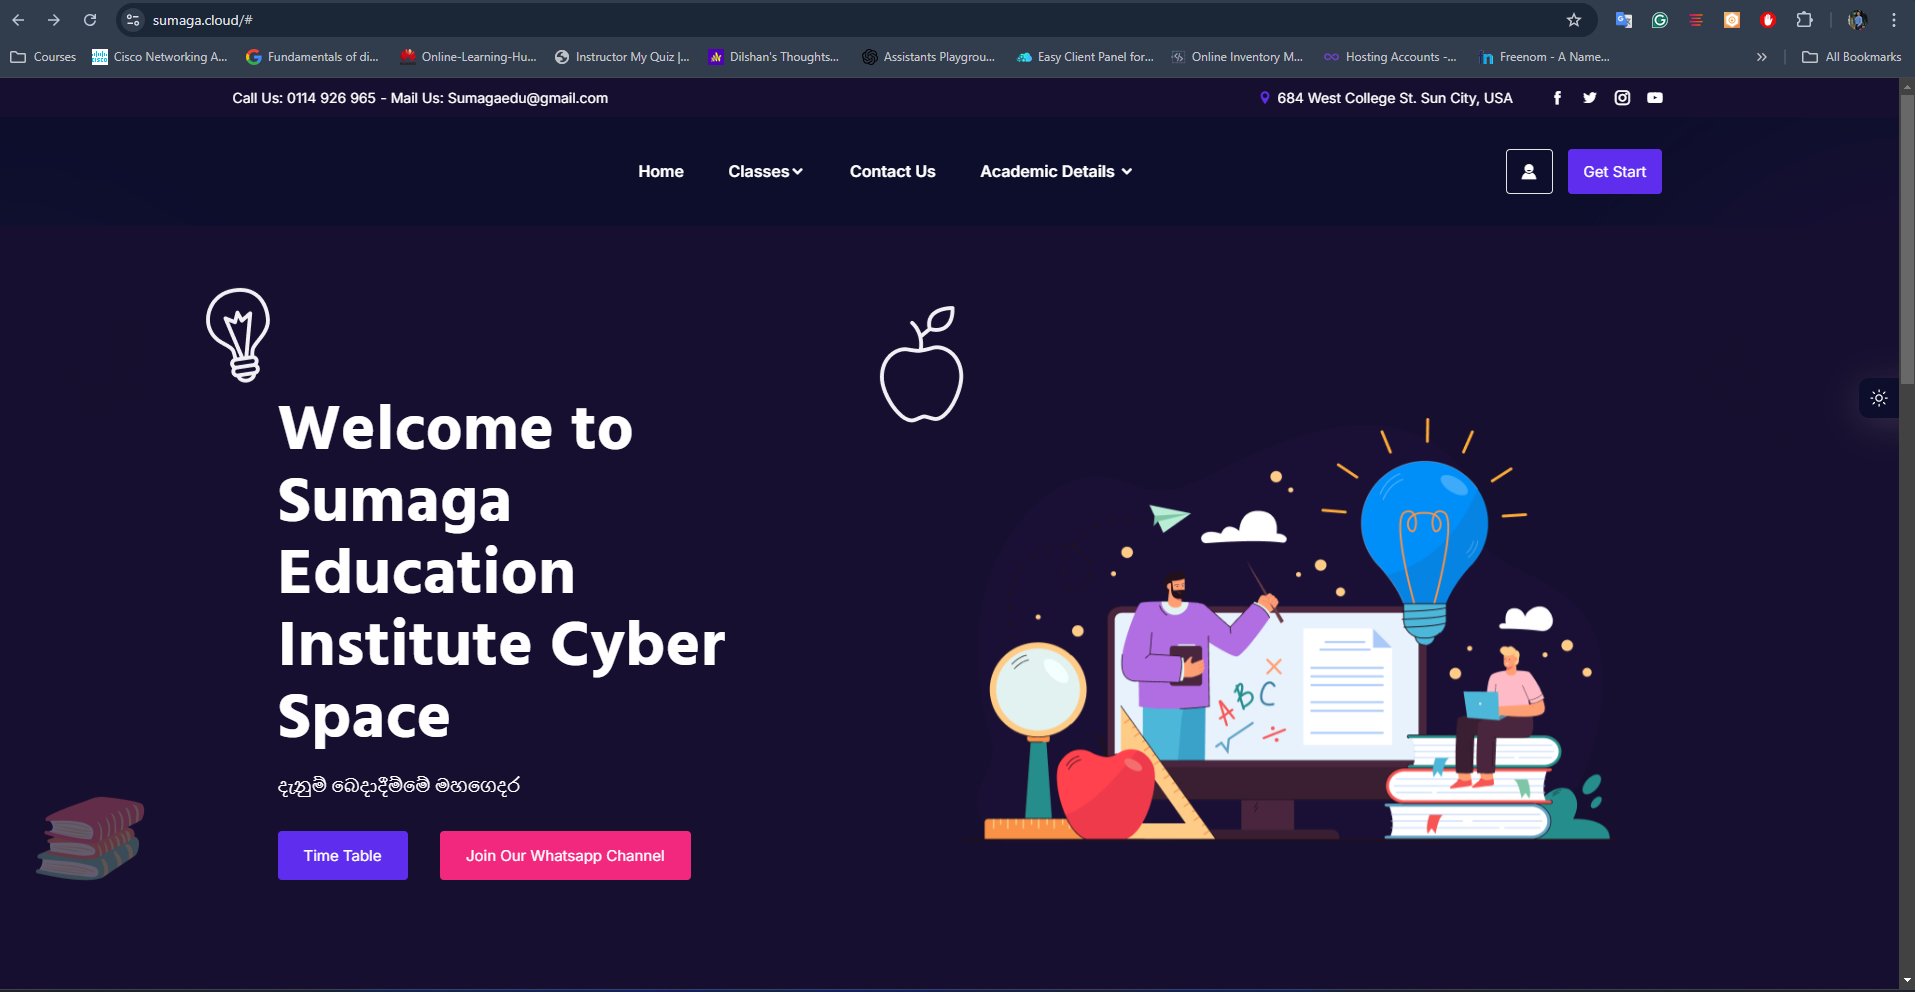 sumaga.cloud/#
Courses
Cisco Networking A...
Fundamentals of di...
Online-Learning-Hu...
Instructor My Quiz |...
Dilshan's Thoughts...
Assistants Playgrou...
Easy Client Panel for...
Online Inventory M...
Hosting Accounts -...
Freenom - A Name...
All Bookmarks
Call Us: 0114 926 965 - Mail Us: Sumagaedu@gmail.com
684 West College St. Sun City, USA
Home
Classes
Contact Us
Academic Details
Get Start
Welcome to
Sumaga
Education
Institute Cyber
Space
දැනුම් බෙදාදීම්මේ මහගෙදර
Time Table
Join Our Whatsapp Channel
A B C